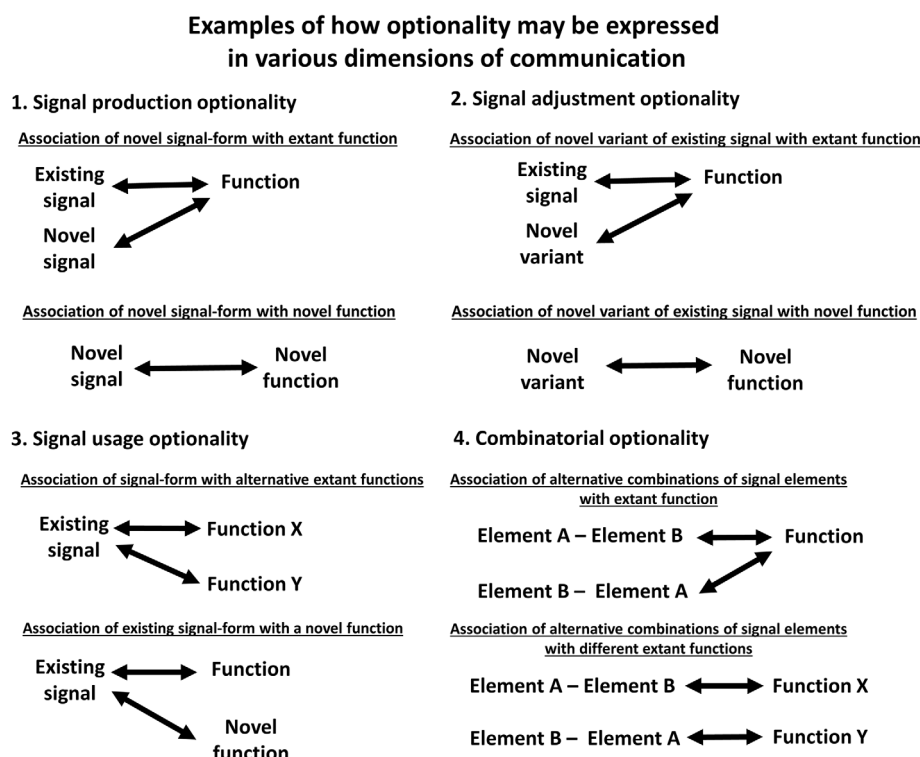 Examples of how optionality may be expressed
in various dimensions of communication
1. Signal production optionality
Association of novel signal-form with extant function
Existing
signal
Function
Novel
signal
Association of novel signal-form with novel function
Novel
signal
Novel
function
2. Signal adjustment optionality
Association of novel variant of existing signal with extant function
Existing
signal
Function
Novel
variant
Association of novel variant of existing signal with novel function
Novel
variant
Novel
function
3. Signal usage optionality
Association of signal-form with alternative extant functions
Existing
signal
Function X
Function Y
Association of existing signal-form with a novel function
Existing
signal
Function
Novel
function
4. Combinatorial optionality
Association of alternative combinations of signal elements
with extant function
Element A – Element B
Function
Element B – Element A
Association of alternative combinations of signal elements
with different extant functions
Element A – Element B
Function X
Element B – Element A
Function Y